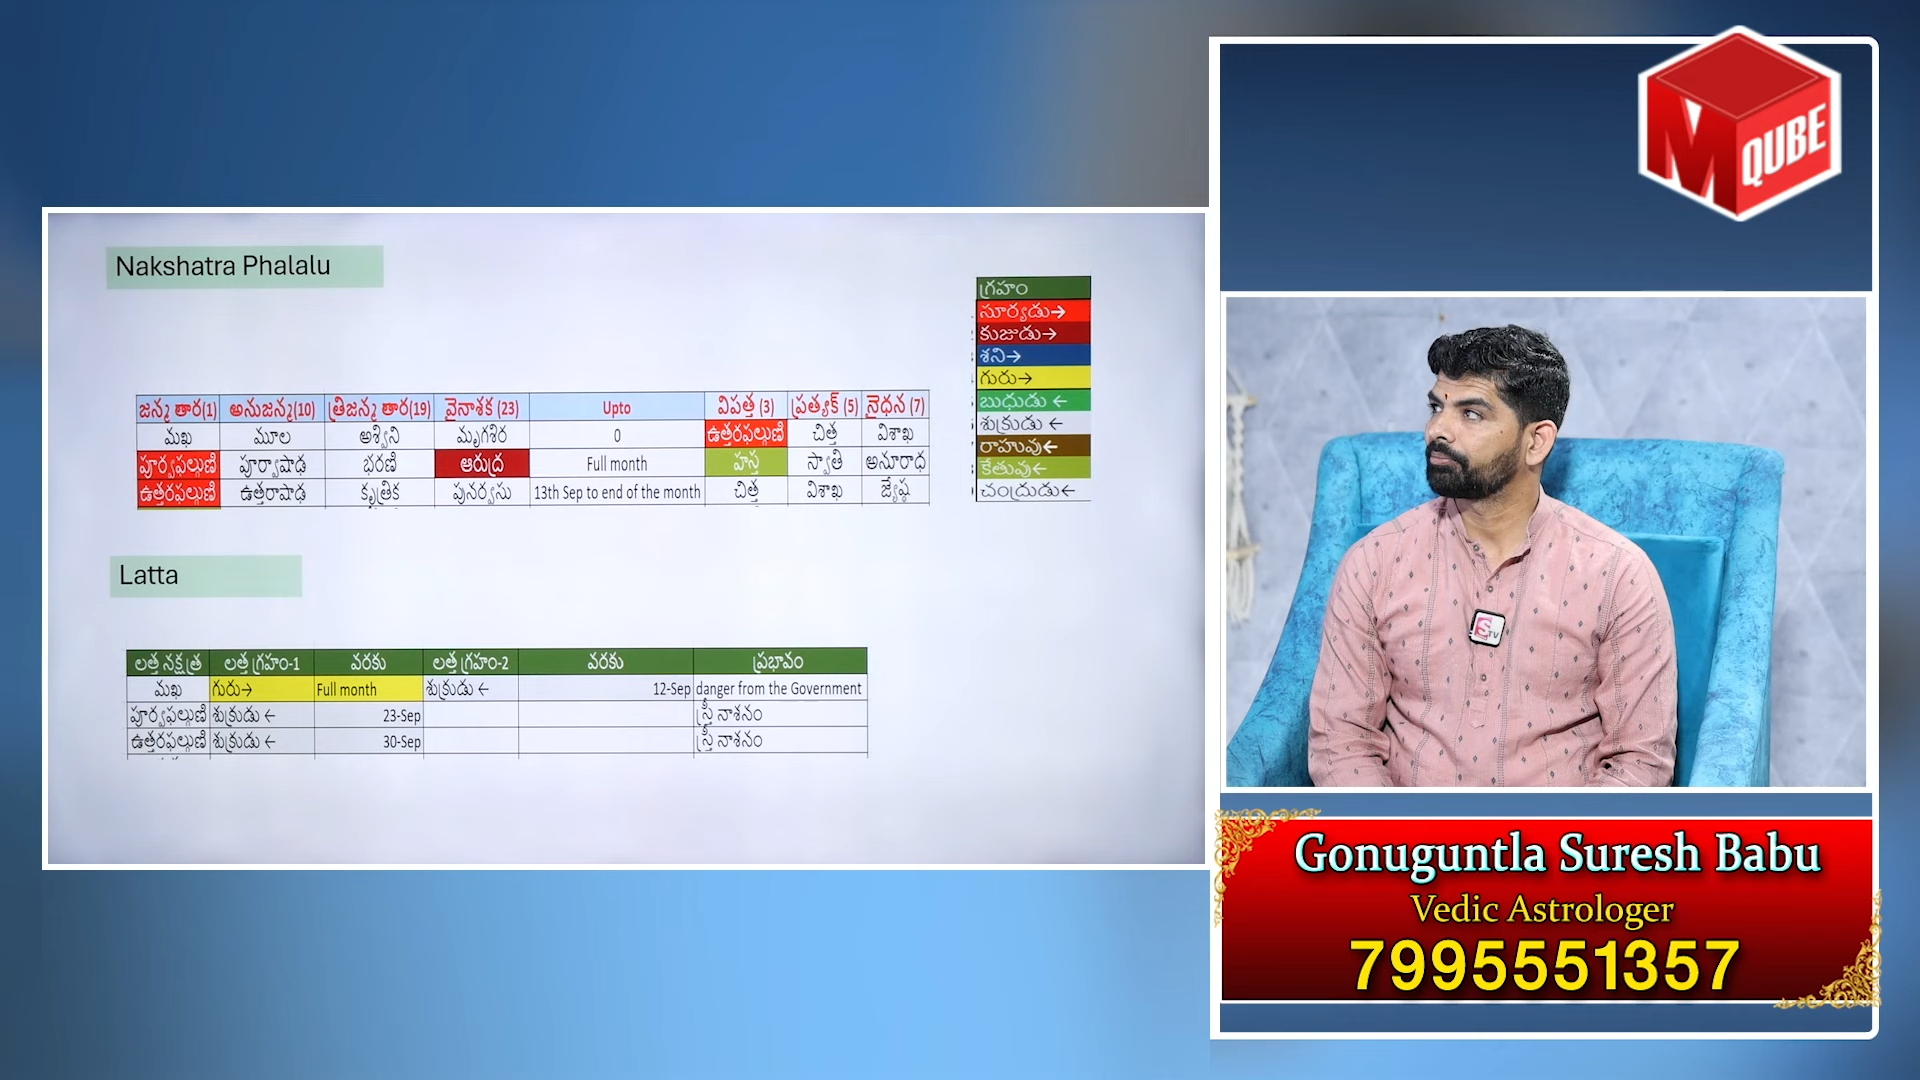 Nakshatra Phalalu
జన్మ తార(1) అనుజన్మ(10) త్రిజన్మ తార(19) వైనాశక (23) Upto విపత్త (3) ప్రత్యక్ (5) నైధన (7)
మఖ మూల అశ్విని మృగశిర 0 ఉత్తరఫల్గుణి చిత్త విశాఖ
పూర్వఫల్గుణి పూర్వాషాఢ భరణి ఆరుద్ర Full month హస్త స్వాతి అనూరాధ
ఉత్తరఫల్గుణి ఉత్తరాషాఢ కృత్తిక పునర్వసు 13th Sep to end of the month చిత్త విశాఖ జ్యేష్ఠ
గ్రహం
సూర్యడు→
కుజుడు→
శని→
గురు→
బుధుడు ←
శుక్రుడు ←
రాహువు←
కేతువు←
చంద్రుడు←
Latta
లత్త నక్షత్ర లత్త గ్రహం-1 వరకు లత్త గ్రహం-2 వరకు ప్రభావం
మఖ గురు→ Full month శుక్రుడు ← 12-Sep danger from the Government
పూర్వఫల్గుణి శుక్రుడు ← 23-Sep స్త్రీ నాశనం
ఉత్తరఫల్గుణి శుక్రుడు ← 30-Sep స్త్రీ నాశనం
M QUBE
STV
Gonuguntla Suresh Babu
Vedic Astrologer
7995551357